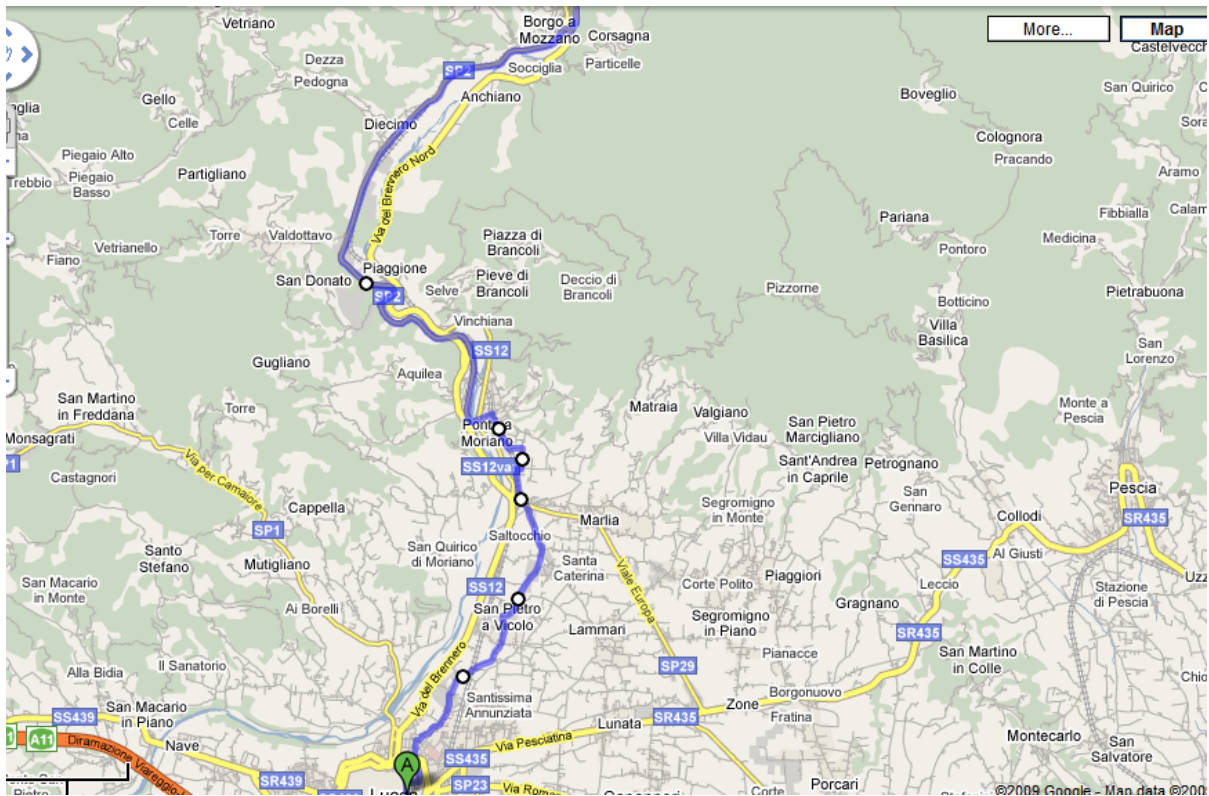 Vetriano
Borgo a
Mozzano
Corsagna
More...
Map
Castelvecch
Dezza
Particelle
SP2
Socciglia
Pedogna
San Quirico
Gello
Anchiano
Boveglio
Celle
Diecimo
Colognora
Piegaio Alto
Pracando
Via del Brennero Nord
Trebbio
Piegaio
Basso
Partigliano
Aramo
Fibbialla
Pariana
Torre
Valdottavo
Piazza di
Brancoli
Vetrianello
Medicina
Pontoro
Fiano
San Donato
Piaggione
Pieve di
Brancoli
Deccio di
Brancoli
SP2
Selve
Pizzorne
Pietrabuona
Botticino
Vinchiana
Villa
Basilica
SS12
San
Lorenzo
Gugliano
Aquilea
San Martino
in Freddana
Torre
Matraia
Valgiano
Monte a
Pescia
San Pietro
Marcigliano
Ponte a
Moriano
Villa Vidau
Monsagrati
Via per Camaiore
SS12va
Sant'Andrea
in Caprile
Petrognano
Castagnori
Pescia
San
Gennaro
Cappella
Segromigno
in Monte
Collodi
SR435
SP1
Marlia
Saltocchio
Santo
Stefano
San Quirico
di Moriano
SS435
Al Giusti
Mutigliano
Santa
Caterina
Viale Europa
Piaggiori
Corte Polito
Leccio
San Macario
in Monte
SS12
Stazione
di Pescia
Uzz
Ai Borelli
San Pietro
a Vicolo
Gragnano
Segromigno
in Piano
Lammari
SR435
Pianacce
San Martino
in Colle
Il Sanatorio
Alla Bidia
Via del Brennero
SP29
Santissima
Annunziata
Borgonuovo
San Macario
in Piano
Zone
Fratina
SS439
Lunata
SR435
A11
Diramazione Viareggio-
Nave
Via Pesciatina
Montecarlo
San
Salvatore
SS435
A
SR439
SP23
Via Roma
Porcari
Corte
©2009 Google - Map data ©200